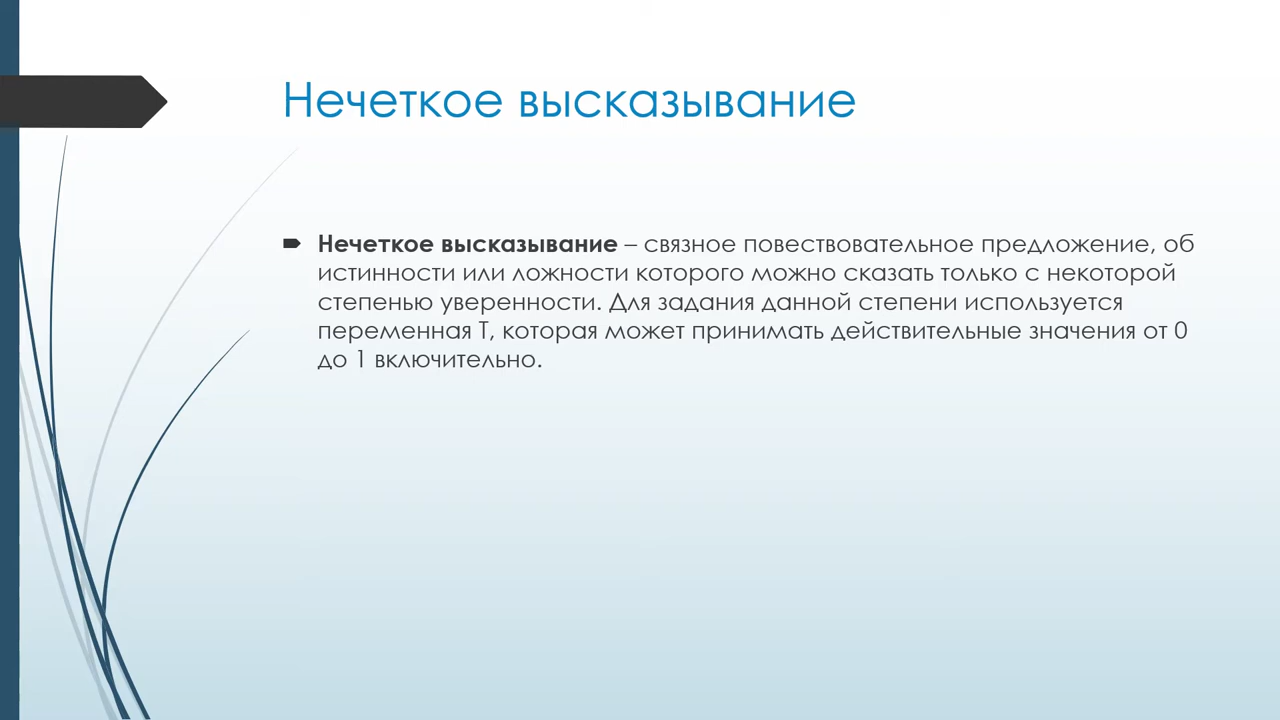 Нечеткое высказывание
Нечеткое высказывание – связное повествовательное предложение, об
истинности или ложности которого можно сказать только с некоторой
степенью уверенности. Для задания данной степени используется
переменная Т, которая может принимать действительные значения от 0
до 1 включительно.